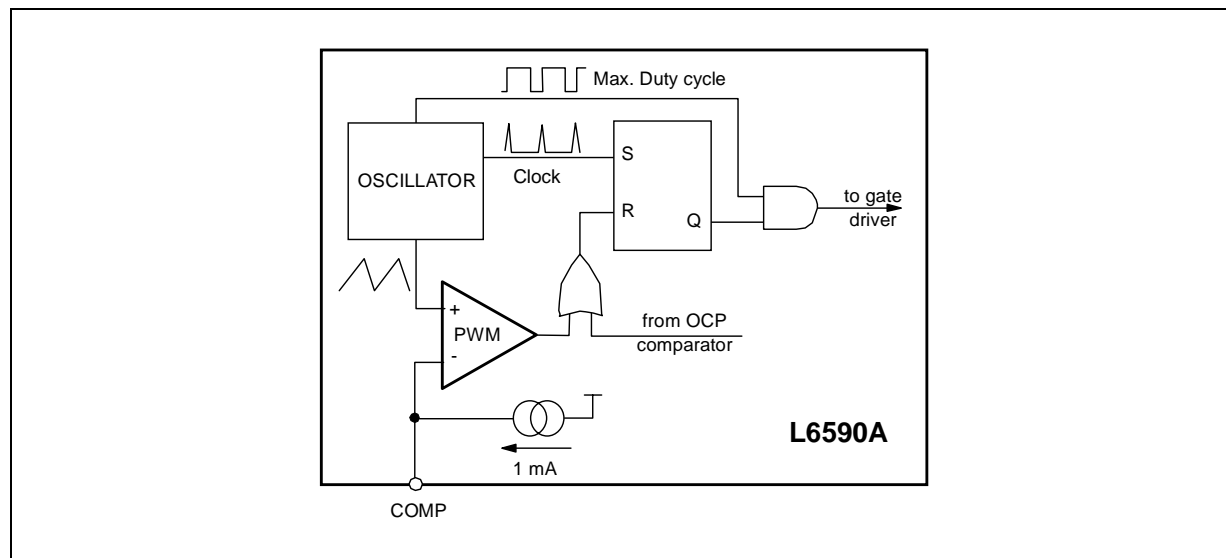 Max. Duty cycle
OSCILLATOR
Clock
S
R
Q
to gate
driver
+
PWM
-
from OCP
comparator
1 mA
L6590A
COMP